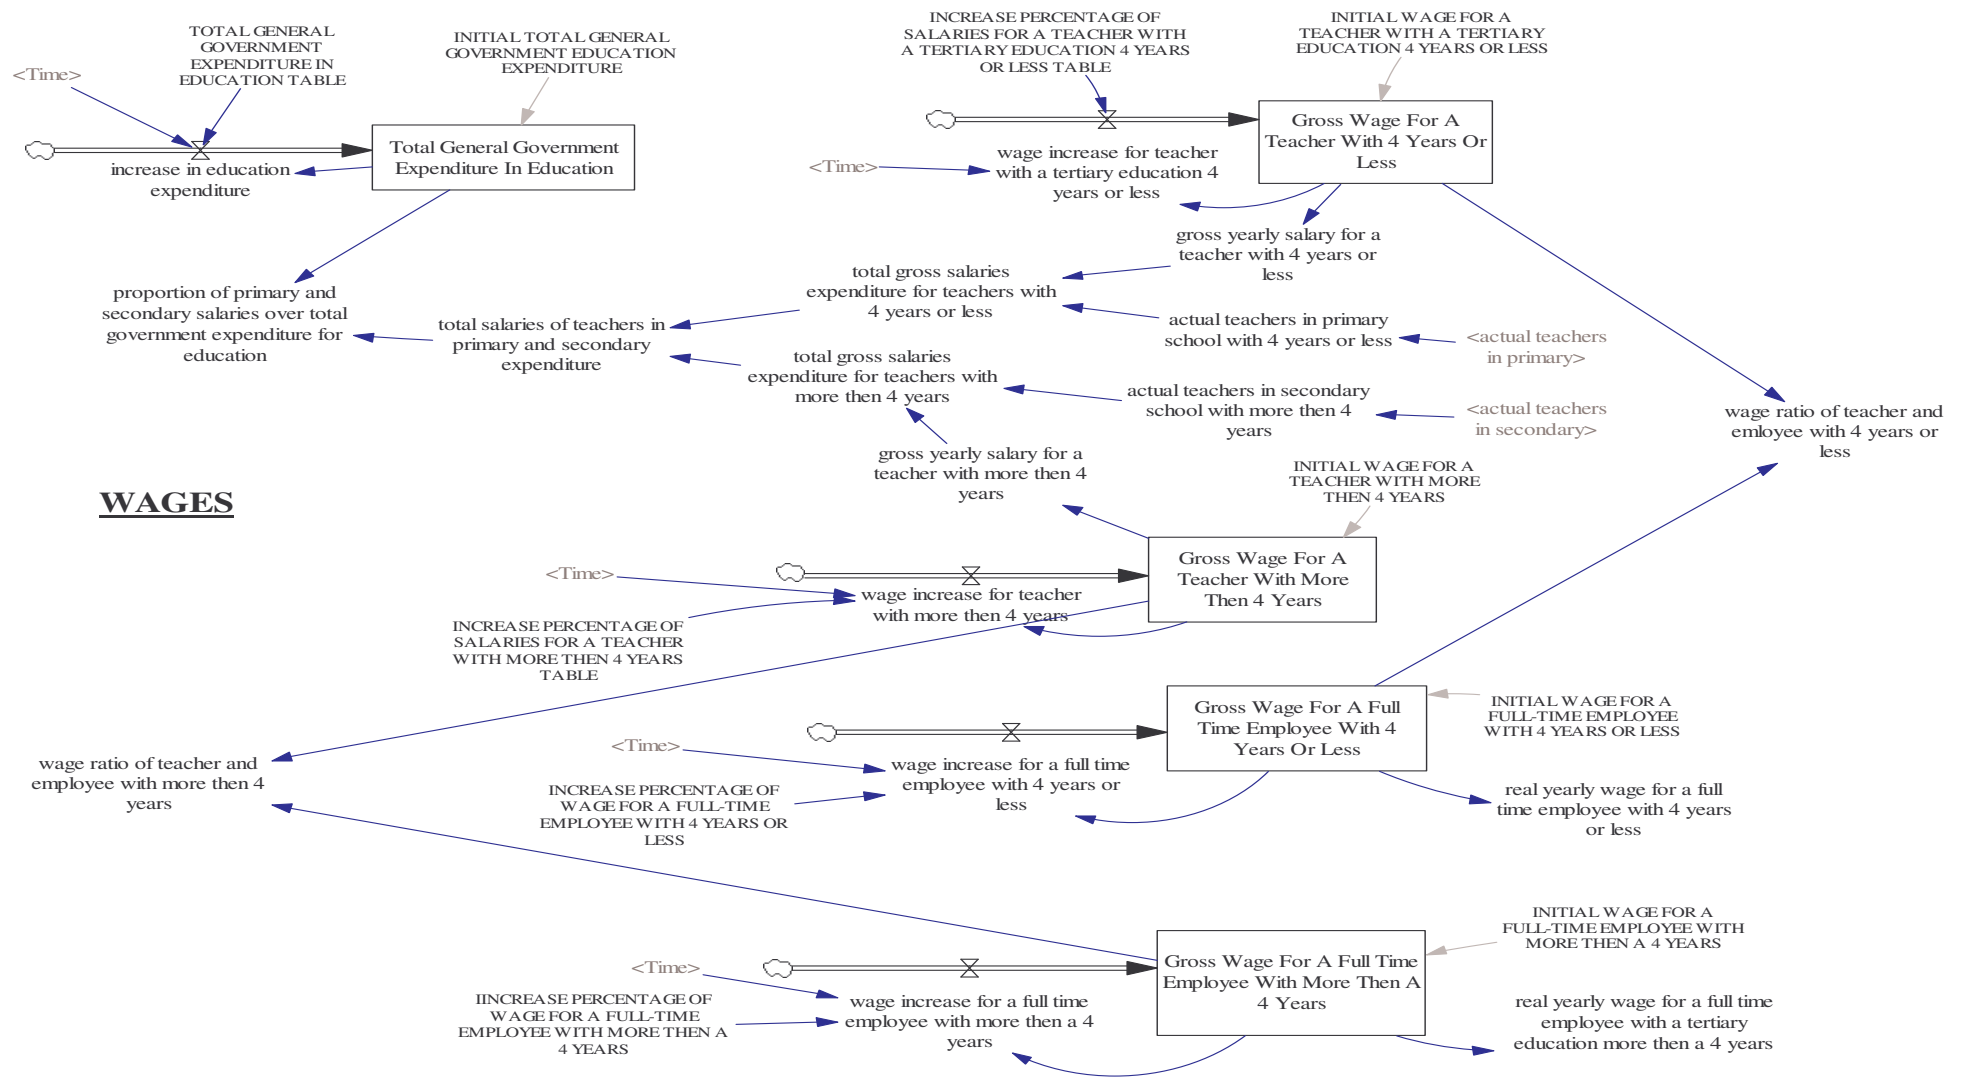 TOTAL GENERAL
GOVERNMENT
EXPENDITURE IN
EDUCATION TABLE
<Time>
INITIAL TOTAL GENERAL
GOVERNMENT EDUCATION
EXPENDITURE
Total General Government
Expenditure In Education
increase in education
expenditure
INCREASE PERCENTAGE OF
SALARIES FOR A TEACHER WITH
A TERTIARY EDUCATION 4 YEARS
OR LESS TABLE
INITIAL WAGE FOR A
TEACHER WITH A TERTIARY
EDUCATION 4 YEARS OR LESS
Gross Wage For A
Teacher With 4 Years Or
Less
<Time>
wage increase for teacher
with a tertiary education 4
years or less
gross yearly salary for a
teacher with 4 years or
less
total gross salaries
expenditure for teachers with
4 years or less
actual teachers in primary
school with 4 years or less
<actual teachers
in primary>
proportion of primary and
secondary salaries over total
government expenditure for
education
total salaries of teachers in
primary and secondary
expenditure
total gross salaries
expenditure for teachers with
more then 4 years
actual teachers in secondary
school with more then 4
years
<actual teachers
in secondary>
wage ratio of teacher and
emloyee with 4 years or
less
gross yearly salary for a
teacher with more then 4
years
INITIAL WAGE FOR A
TEACHER WITH MORE
THEN 4 YEARS
WAGES
Gross Wage For A
Teacher With More
Then 4 Years
<Time>
wage increase for teacher
with more then 4 years
INCREASE PERCENTAGE OF
SALARIES FOR A TEACHER
WITH MORE THEN 4 YEARS
TABLE
Gross Wage For A Full
Time Employee With 4
Years Or Less
INITIAL WAGE FOR A
FULL-TIME EMPLOYEE
WITH 4 YEARS OR LESS
<Time>
wage increase for a full time
employee with 4 years or
less
wage ratio of teacher and
employee with more then 4
years
INCREASE PERCENTAGE OF
WAGE FOR A FULL-TIME
EMPLOYEE WITH 4 YEARS OR
LESS
real yearly wage for a full
time employee with 4 years
or less
INITIAL WAGE FOR A
FULL-TIME EMPLOYEE WITH
MORE THEN A 4 YEARS
Gross Wage For A Full Time
Employee With More Then A
4 Years
<Time>
wage increase for a full time
employee with more then a 4
years
IINCREASE PERCENTAGE OF
WAGE FOR A FULL-TIME
EMPLOYEE WITH MORE THEN A
4 YEARS
real yearly wage for a full time
employee with a tertiary
education more then a 4 years